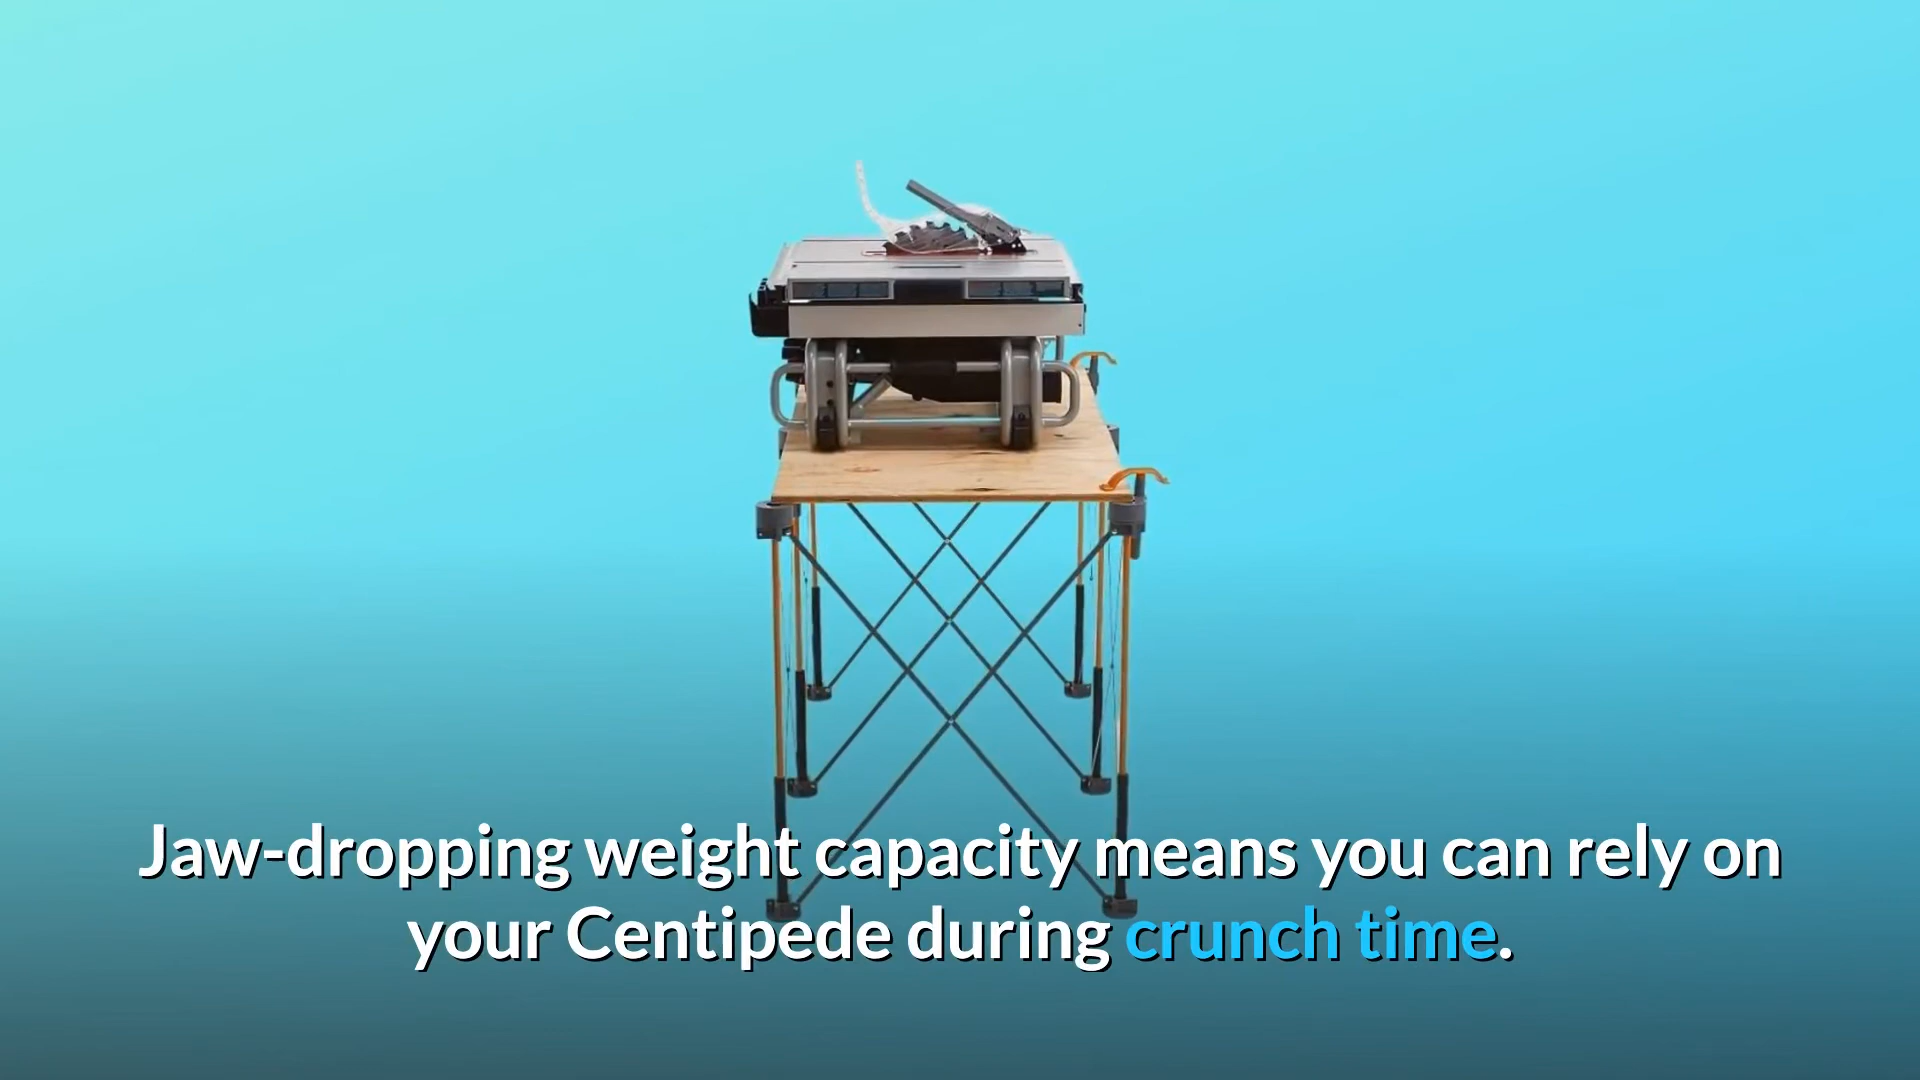 Jaw-dropping weight capacity means you can rely on
your Centipede during crunch time.